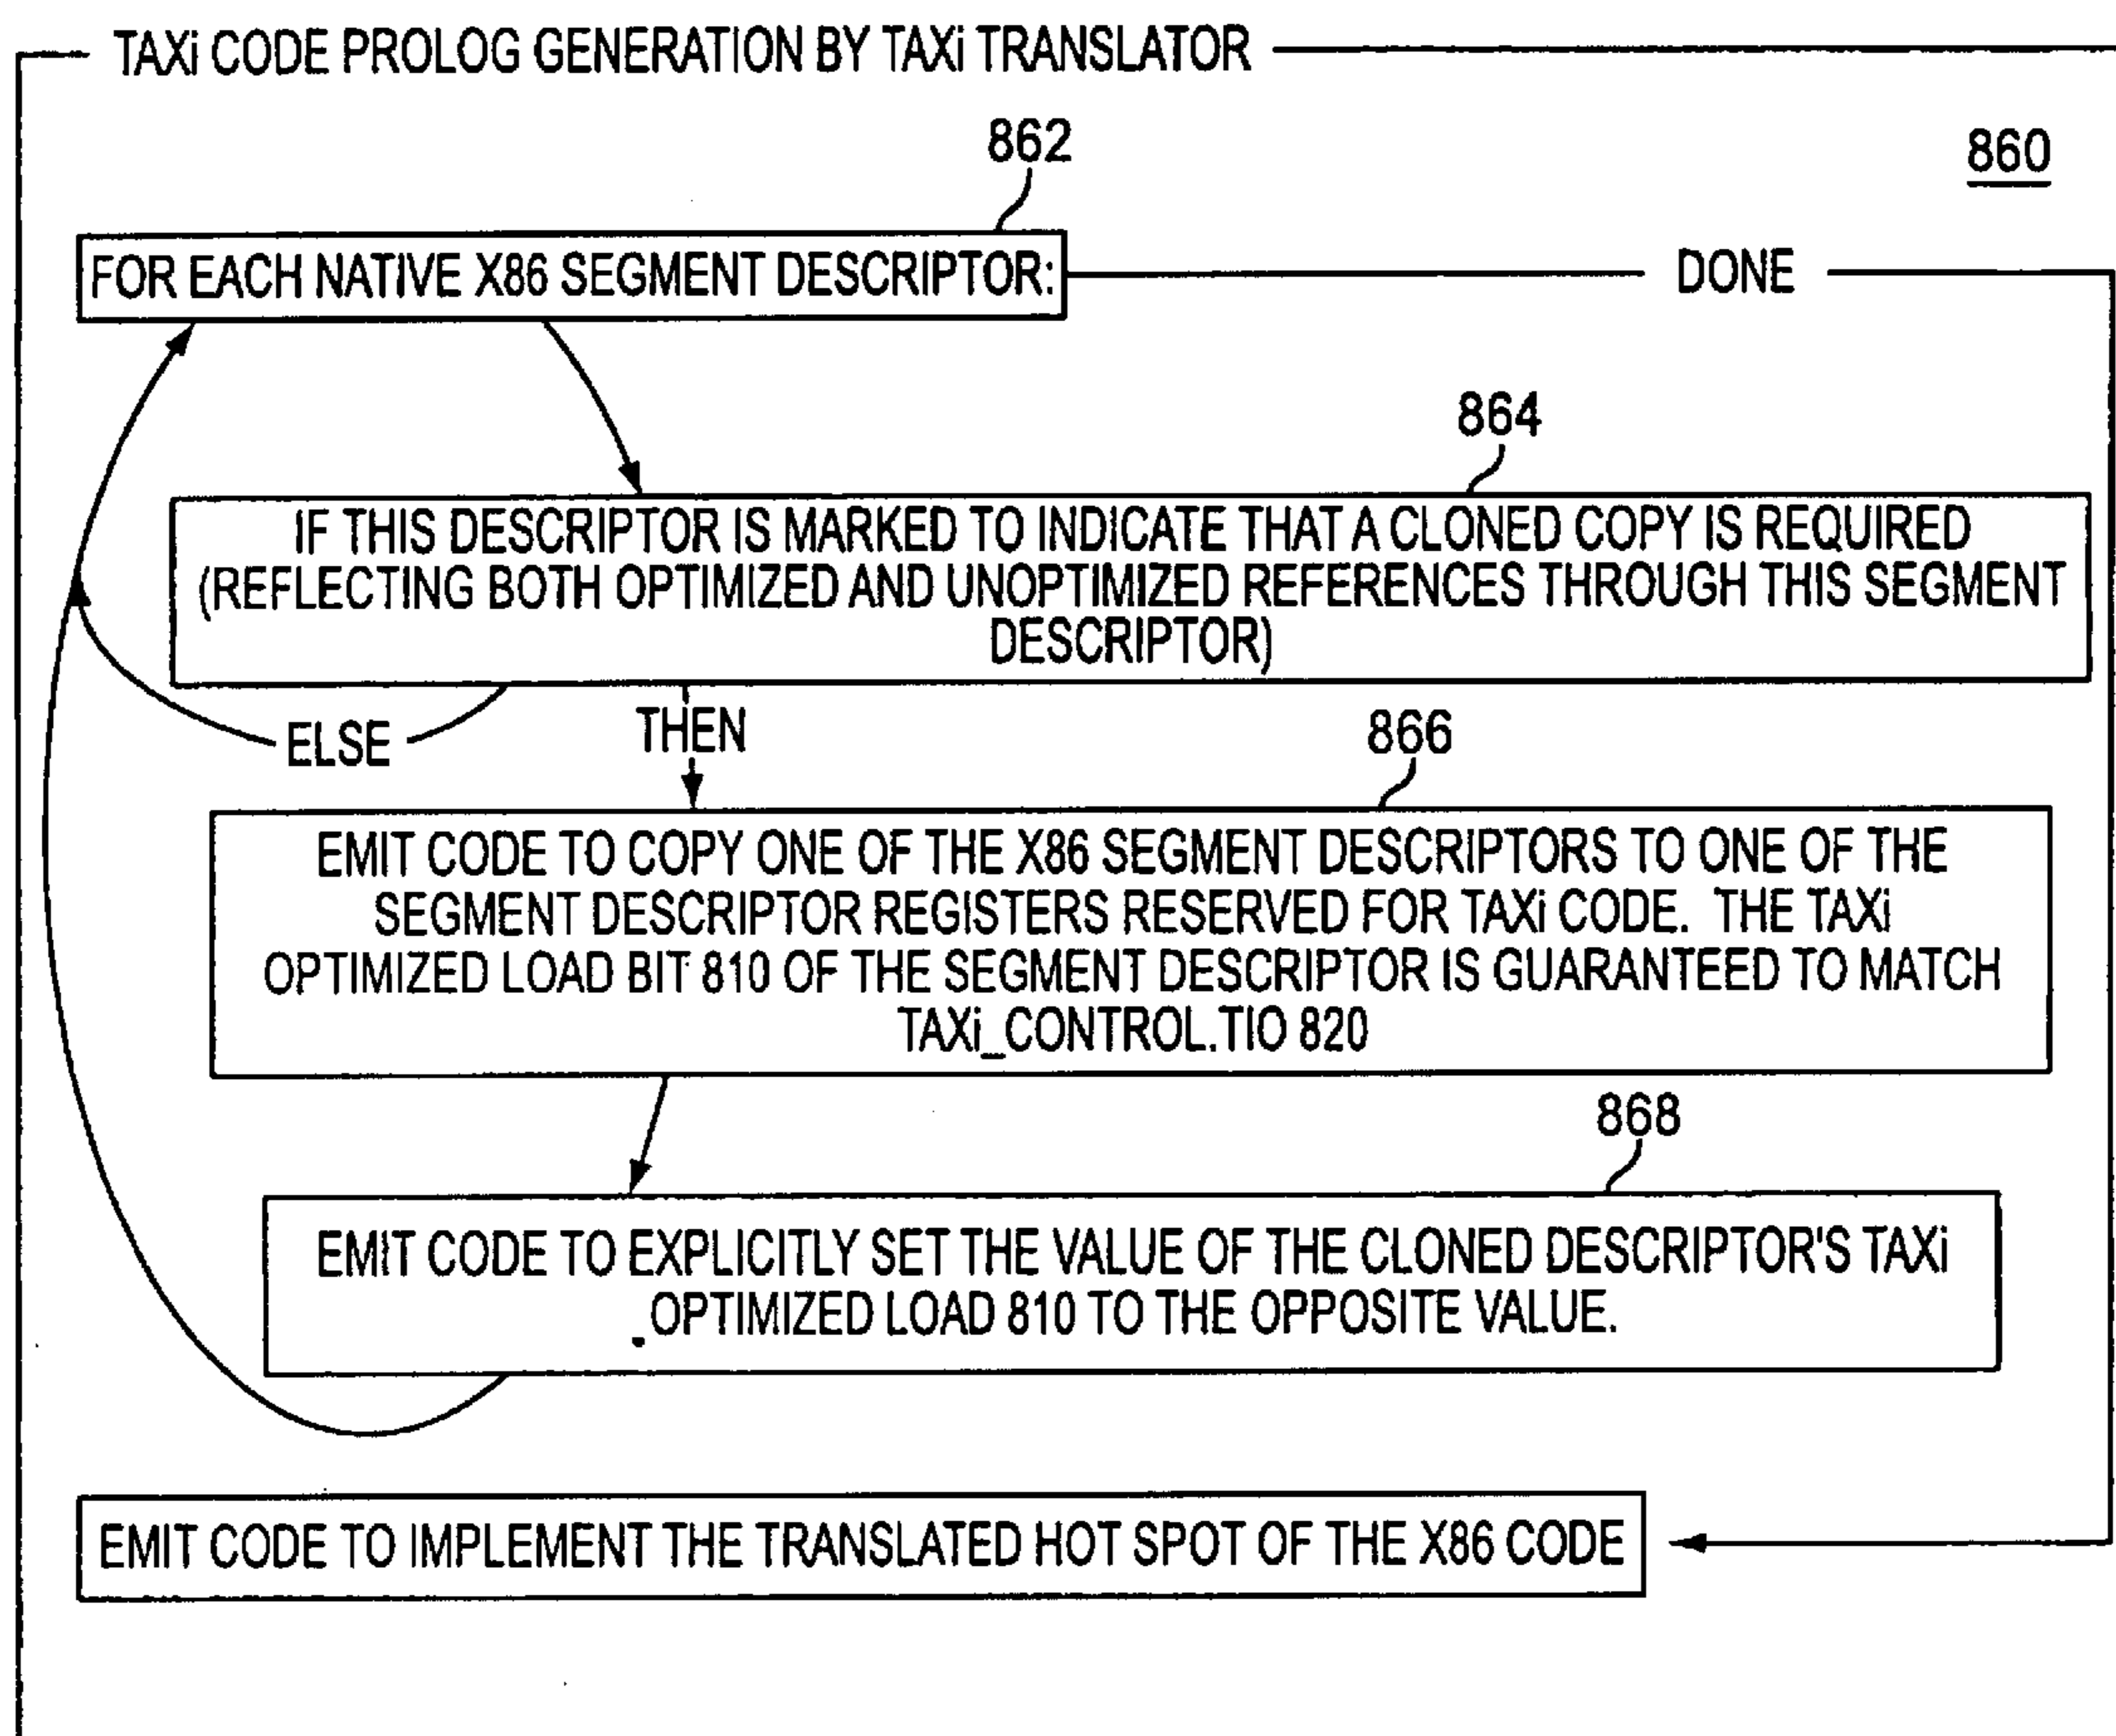 TAXi CODE PROLOG GENERATION BY TAXi TRANSLATOR
862
860
FOR EACH NATIVE X86 SEGMENT DESCRIPTOR:
DONE
864
IF THIS DESCRIPTOR IS MARKED TO INDICATE THAT A CLONED COPY IS REQUIRED
(REFLECTING BOTH OPTIMIZED AND UNOPTIMIZED REFERENCES THROUGH THIS SEGMENT
DESCRIPTOR)
ELSE
THEN
866
EMIT CODE TO COPY ONE OF THE X86 SEGMENT DESCRIPTORS TO ONE OF THE
SEGMENT DESCRIPTOR REGISTERS RESERVED FOR TAXi CODE. THE TAXi
OPTIMIZED LOAD BIT 810 OF THE SEGMENT DESCRIPTOR IS GUARANTEED TO MATCH
TAXi_CONTROL.TIO 820
868
EMIT CODE TO EXPLICITLY SET THE VALUE OF THE CLONED DESCRIPTOR'S TAXi
OPTIMIZED LOAD 810 TO THE OPPOSITE VALUE.
EMIT CODE TO IMPLEMENT THE TRANSLATED HOT SPOT OF THE X86 CODE